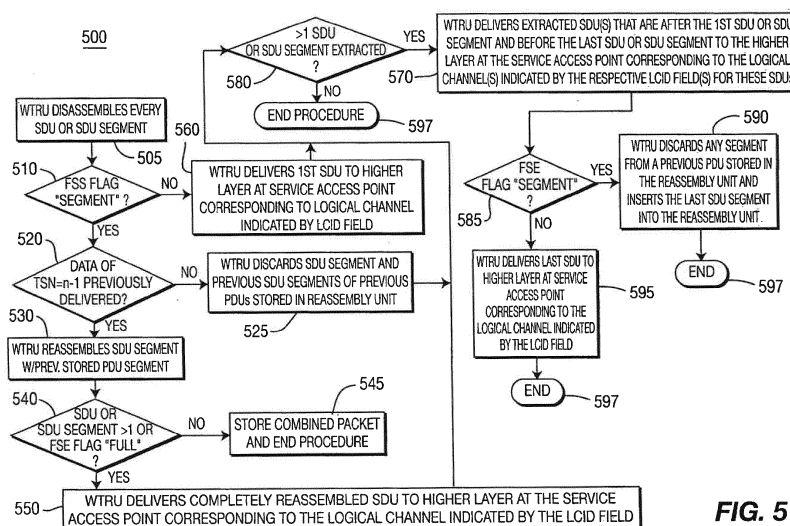 500
WTRU DISASSEMBLES EVERY
SDU OR SDU SEGMENT
505
510
FSS FLAG
"SEGMENT" ?
NO
YES
560
WTRU DELIVERS 1ST SDU TO HIGHER
LAYER AT SERVICE ACCESS POINT
CORRESPONDING TO LOGICAL CHANNEL
INDICATED BY LCID FIELD
520
DATA OF
TSN=n-1 PREVIOUSLY
DELIVERED?
NO
YES
WTRU DISCARDS SDU SEGMENT AND
PREVIOUS SDU SEGMENTS OF PREVIOUS
PDUs STORED IN REASSEMBLY UNIT
525
530
WTRU REASSEMBLES SDU SEGMENT
W/PREV. STORED PDU SEGMENT
540
SDU OR
SDU SEGMENT >1 OR
FSE FLAG "FULL"
?
NO
YES
545
STORE COMBINED PACKET
AND END PROCEDURE
550
WTRU DELIVERS COMPLETELY REASSEMBLED SDU TO HIGHER LAYER AT THE SERVICE
ACCESS POINT CORRESPONDING TO THE LOGICAL CHANNEL INDICATED BY THE LCID FIELD
>1 SDU
OR SDU SEGMENT EXTRACTED
?
580
YES
NO
END PROCEDURE
597
WTRU DELIVERS EXTRACTED SDU(S) THAT ARE AFTER THE 1ST SDU OR SDU
SEGMENT AND BEFORE THE LAST SDU OR SDU SEGMENT TO THE HIGHER
LAYER AT THE SERVICE ACCESS POINT CORRESPONDING TO THE LOGICAL
CHANNEL(S) INDICATED BY THE RESPECTIVE LCID FIELD(S) FOR THESE SDUs
570
FSE
FLAG "SEGMENT"
?
585
YES
NO
590
WTRU DISCARDS ANY SEGMENT
FROM A PREVIOUS PDU STORED IN
THE REASSEMBLY UNIT AND
INSERTS THE LAST SDU SEGMENT
INTO THE REASSEMBLY UNIT.
END
597
WTRU DELIVERS LAST SDU TO
HIGHER LAYER AT SERVICE
ACCESS POINT
CORRESPONDING TO THE
LOGICAL CHANNEL INDICATED
BY THE LCID FIELD
595
END
597
FIG. 5